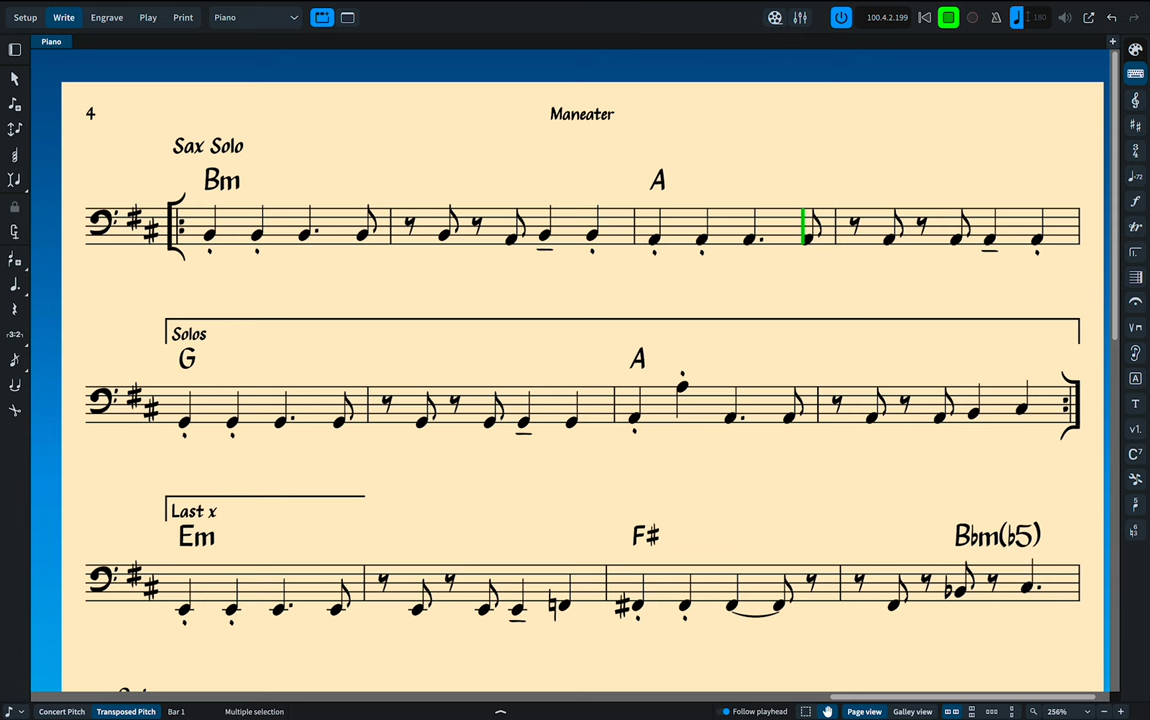 Setup Write Engrave Play Print Piano 100.4.2.199 180
Piano
4 Maneater
Sax Solo
Bm A
Solos
G A
Last x
Em F# B♭m(♭5)
Concert Pitch Transposed Pitch Bar 1 Multiple selection Follow playhead Page view Galley view 256%